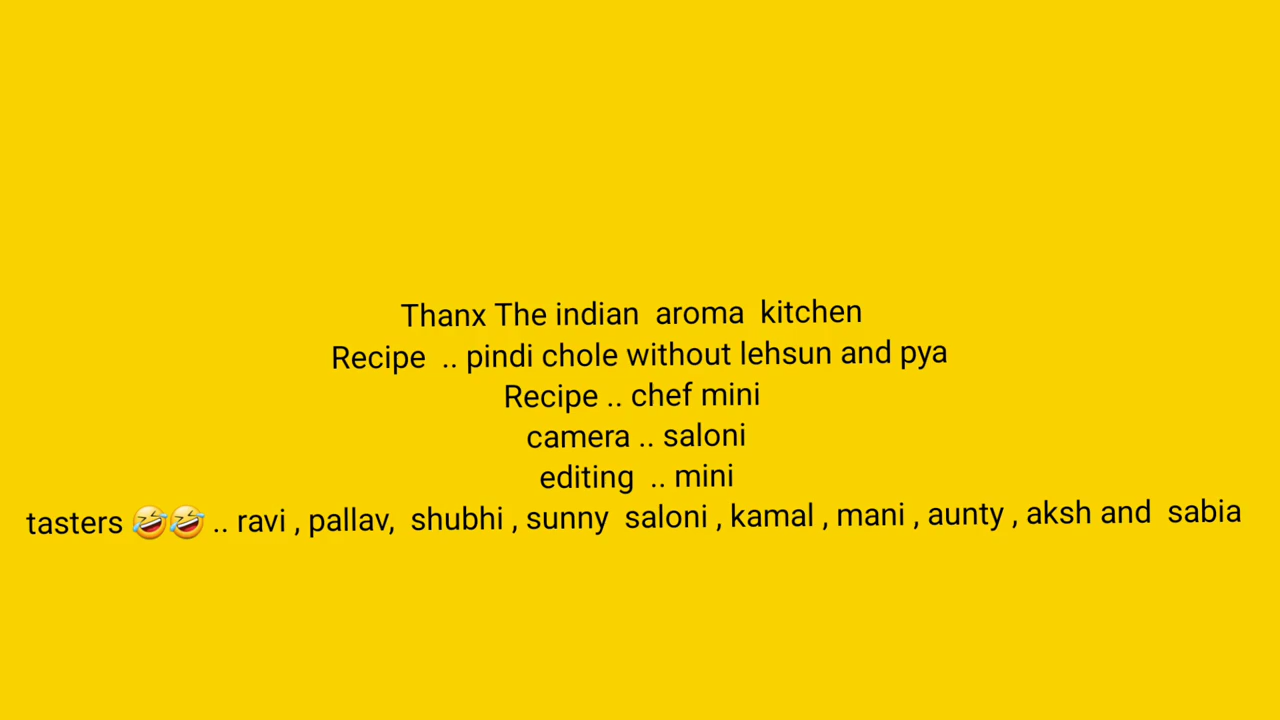 Thanx The indian  aroma  kitchen
Recipe  .. pindi chole without lehsun and pya
Recipe .. chef mini
camera .. saloni
editing  .. mini
tasters 🤣🤣 .. ravi , pallav,  shubhi , sunny  saloni , kamal , mani , aunty , aksh and  sabia